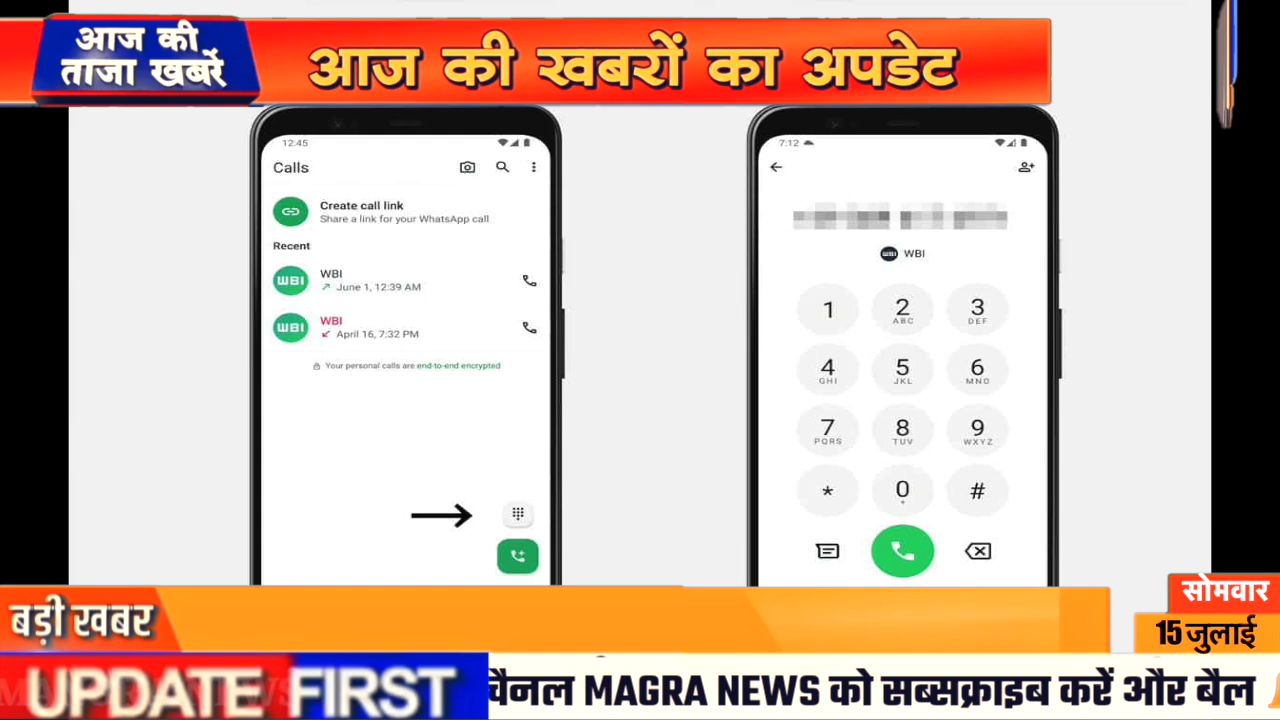 आज की
ताजा खबरें
आज की खबरों का अपडेट
12:45
Calls
Create call link
Share a link for your WhatsApp call
Recent
WBI
WBI
June 1, 12:39 AM
WBI
WBI
April 16, 7:32 PM
Your personal calls are end-to-end encrypted
7:12
WBI
WBI
1
2
ABC
3
DEF
4
GHI
5
JKL
6
MNO
7
PQRS
8
TUV
9
WXYZ
*
0
+
#
बड़ी खबर
सोमवार
15 जुलाई
UPDATE FIRST
चैनल MAGRA NEWS को सब्सक्राइब करें और बैल